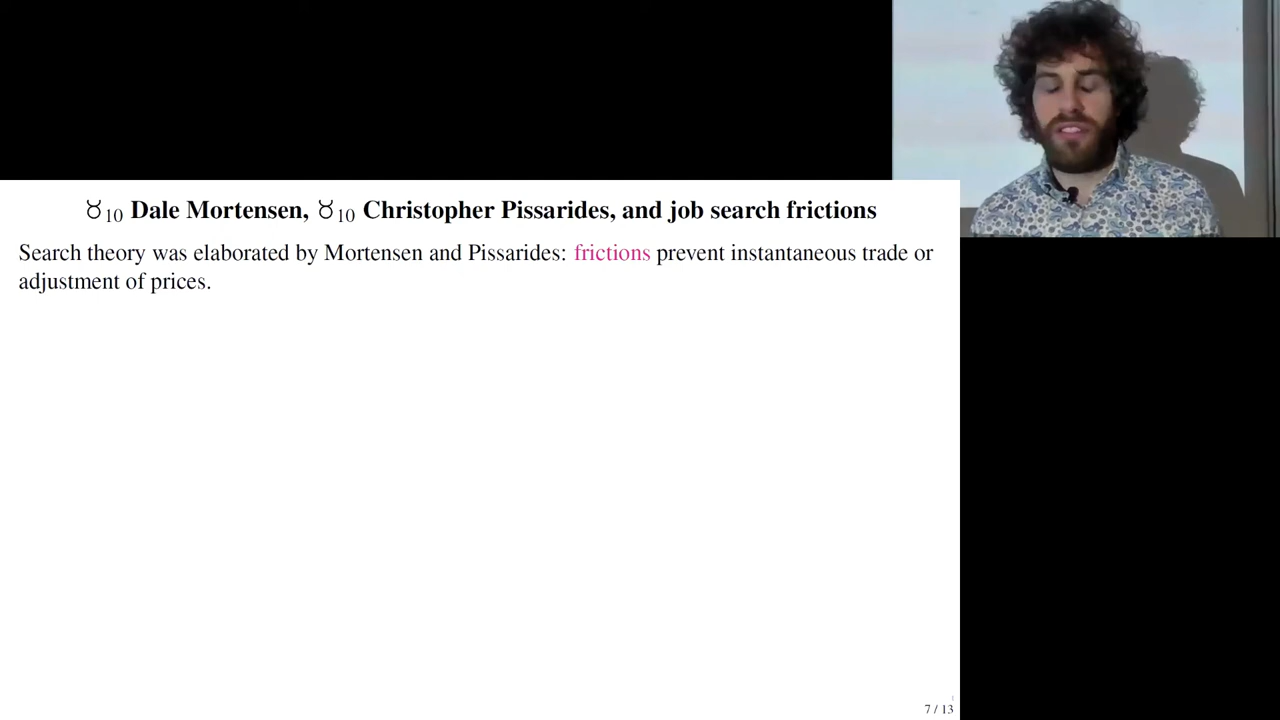 ♉10 Dale Mortensen, ♉10 Christopher Pissarides, and job search frictions
Search theory was elaborated by Mortensen and Pissarides: frictions prevent instantaneous trade or
adjustment of prices.
7 / 13